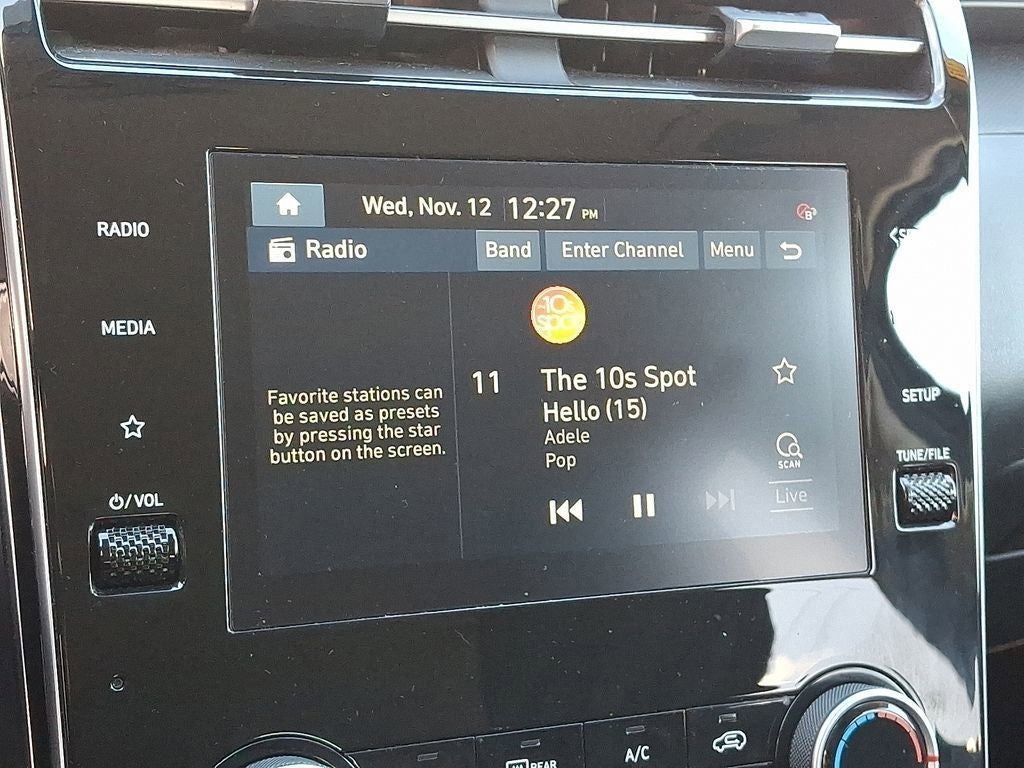 Wed, Nov. 12 12:27 PM
Radio Band Enter Channel Menu
RADIO
MEDIA
10s
spot
11 The 10s Spot
Hello (15)
Adele
Pop
Favorite stations can
be saved as presets
by pressing the star
button on the screen.
SCAN
Live
SETUP
TUNE/FILE
/VOL
REAR
A/C